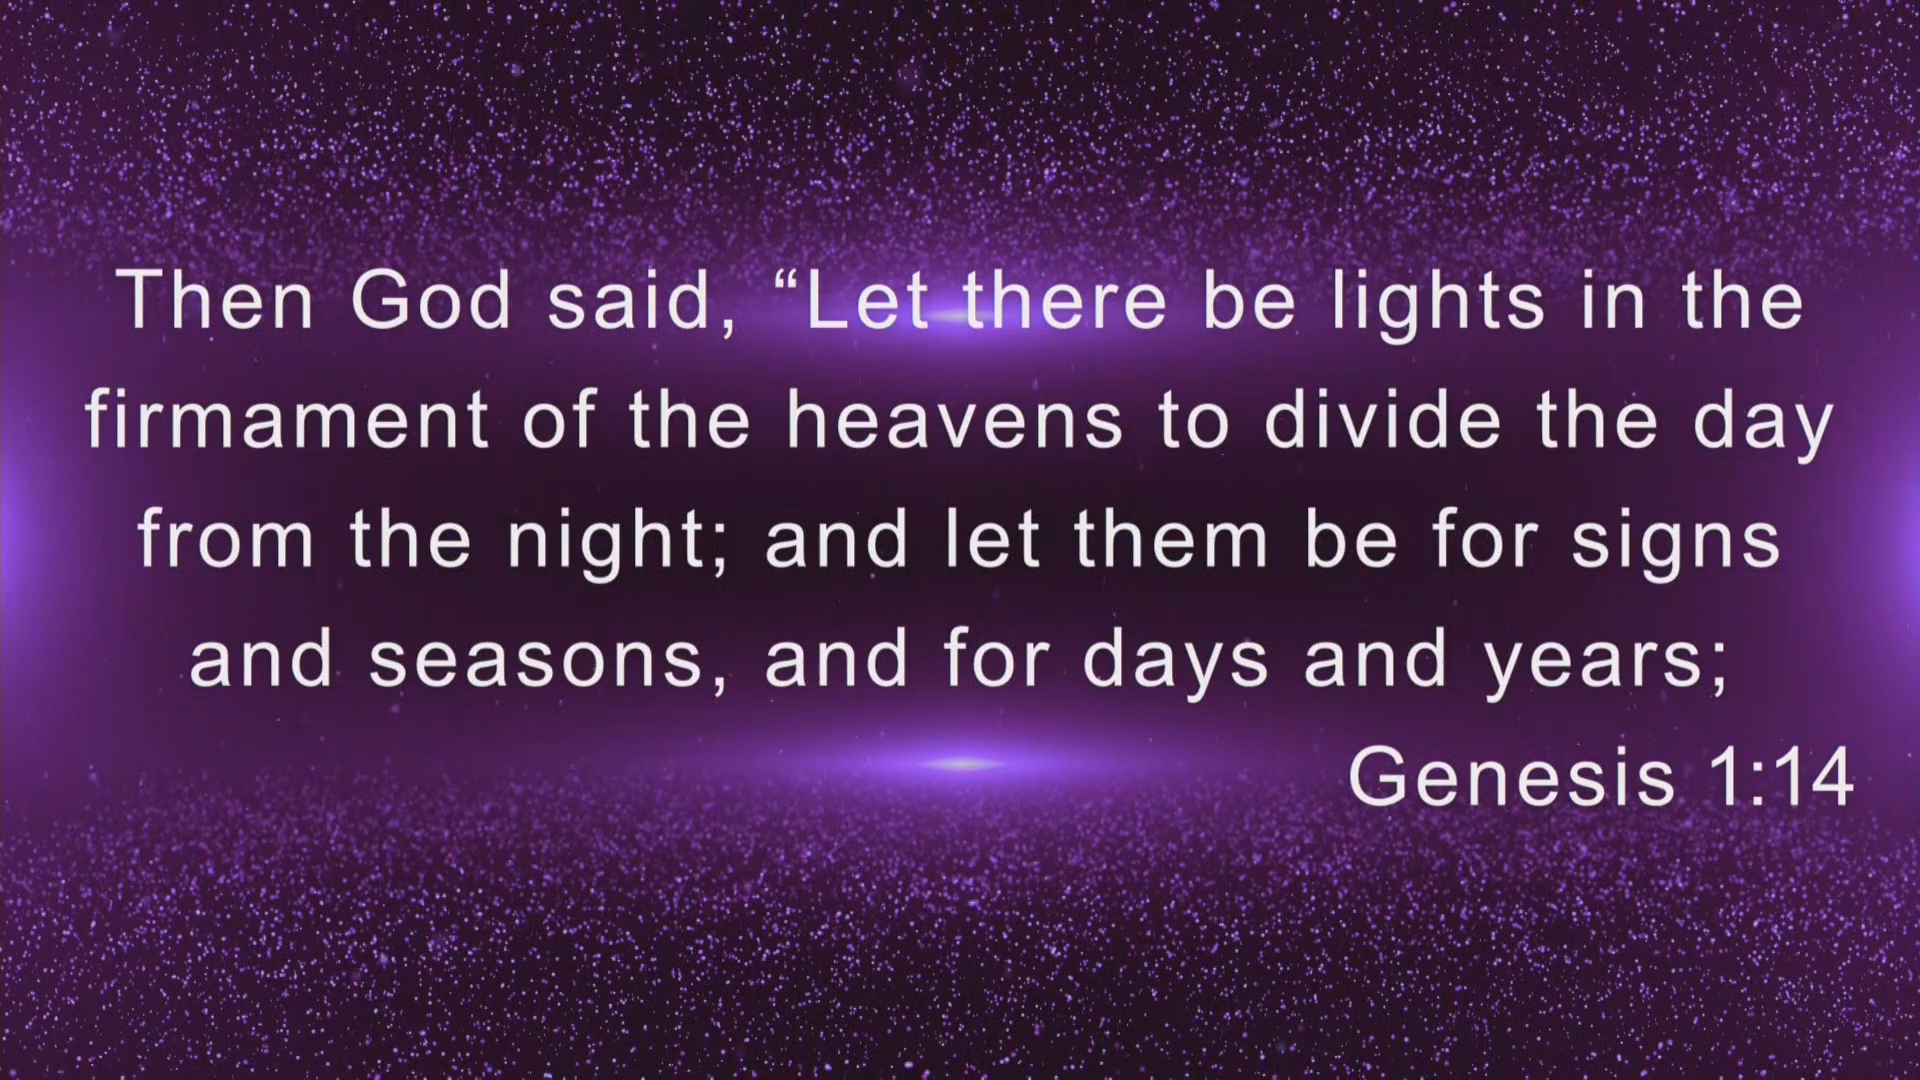 Then God said, “Let there be lights in the
firmament of the heavens to divide the day
from the night; and let them be for signs
and seasons, and for days and years;
Genesis 1:14